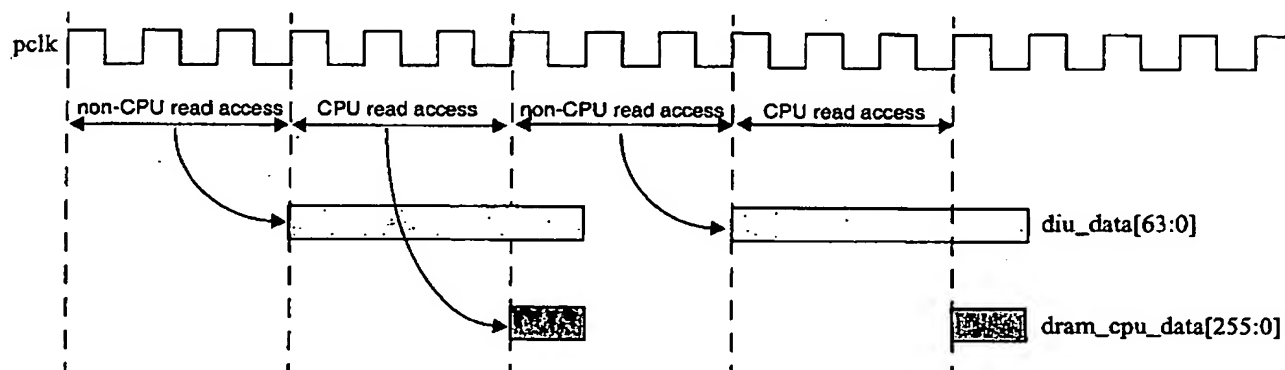 pclk
non-CPU read access CPU read access non-CPU read access CPU read access
diu_data[63:0]
dram_cpu_data[255:0]